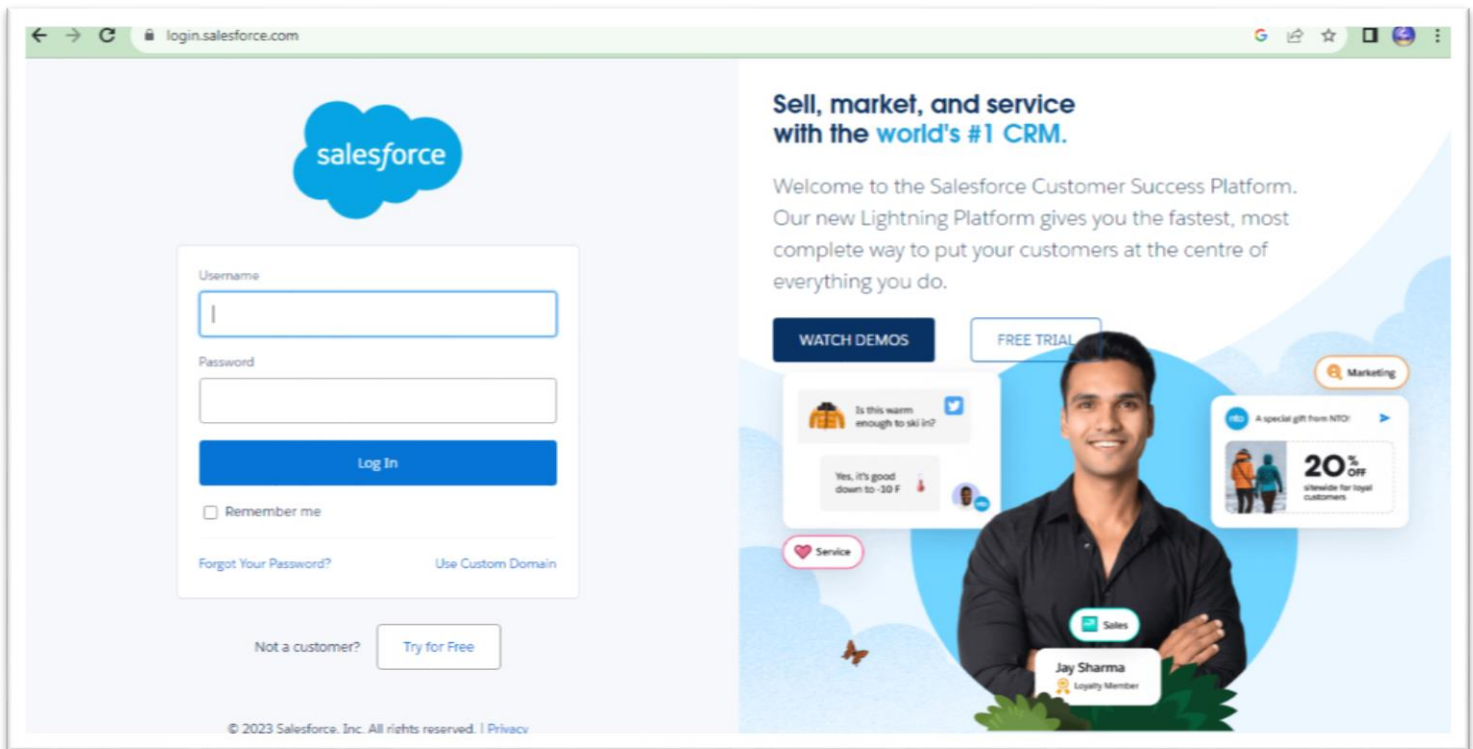 login.salesforce.com
salesforce
Username
Password
Log In
Remember me
Forgot Your Password?
Use Custom Domain
Not a customer?
Try for Free
© 2023 Salesforce, Inc. All rights reserved. | Privacy
Sell, market, and service
with the world's #1 CRM.
Welcome to the Salesforce Customer Success Platform.
Our new Lightning Platform gives you the fastest, most
complete way to put your customers at the centre of
everything you do.
WATCH DEMOS
FREE TRIAL
Is this warm
enough to ski in?
Yes, it's good
down to -10 F
nto
Service
Marketing
nto
A special gift from NTO!
20% OFF
sitewide for loyal
customers
Sales
Jay Sharma
Loyalty Member